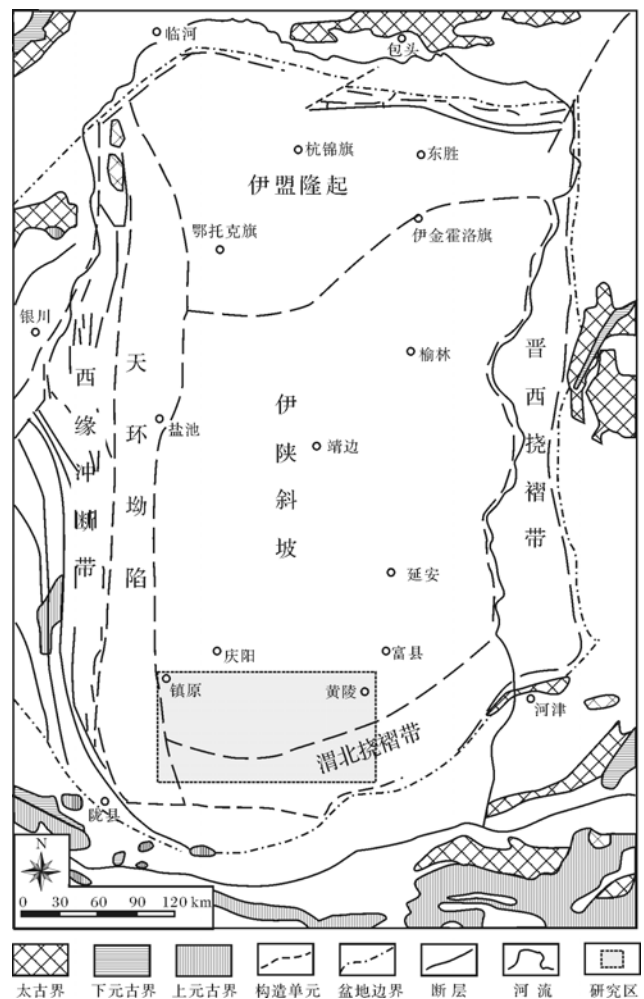 临河
包头
杭锦旗
东胜
伊盟隆起
鄂托克旗
伊金霍洛旗
银川
榆林
西缘冲断带
天环坳陷
伊陕斜坡
晋西挠褶带
盐池
靖边
延安
庆阳
富县
镇原
黄陵
河津
渭北挠褶带
陇县
N
0 30 60 90 120 km
太古界 下元古界 上元古界 构造单元 盆地边界 断层 河流 研究区